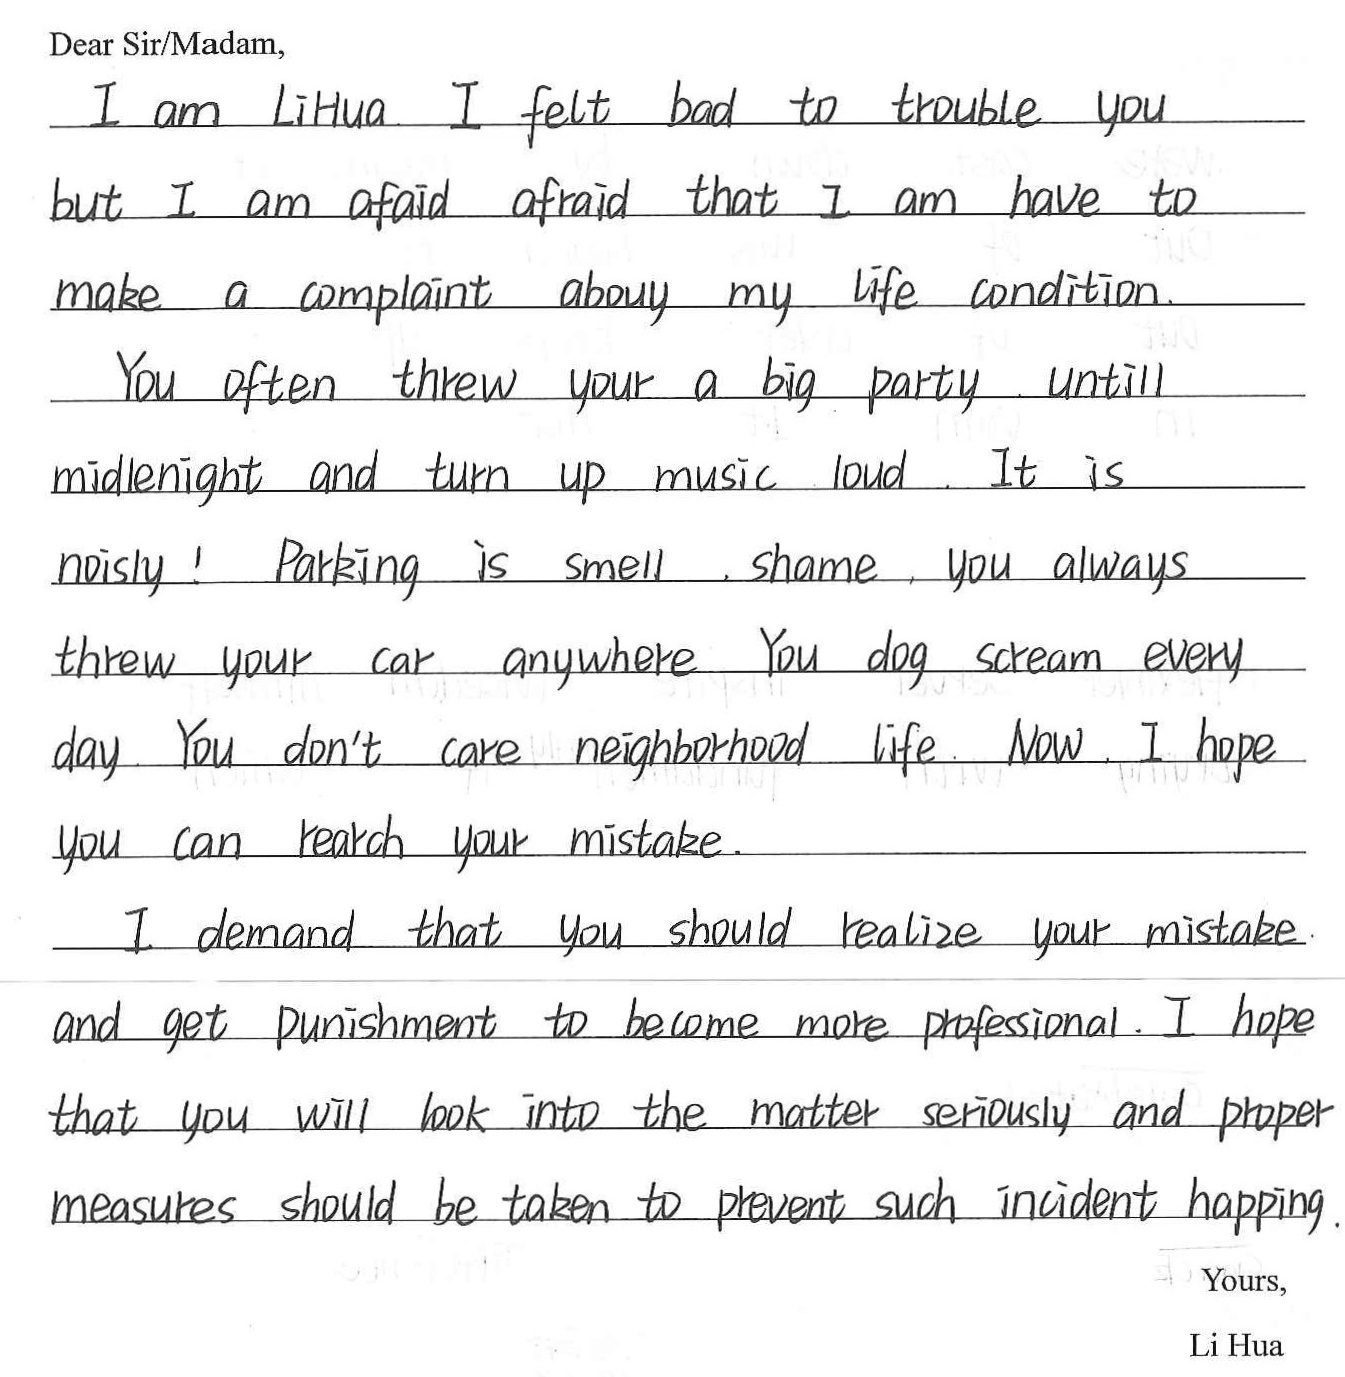 Dear Sir/Madam,
I am LiHua. I felt bad to trouble you
but I am afaid afraid that I am have to
make a complaint abouy my life condition.
You often threw your a big party untill
midlenight and turn up music loud. It is
noisly! Parking is smell, shame, you always
threw your car anywhere. You dog scream every
day. You don't care neighborhood life. Now, I hope
you can rearch your mistake.
I demand that you should realize your mistake.
and get punishment to become more professional. I hope
that you will look into the matter seriously and proper
measures should be taken to prevent such incident happing.
Yours,
Li Hua